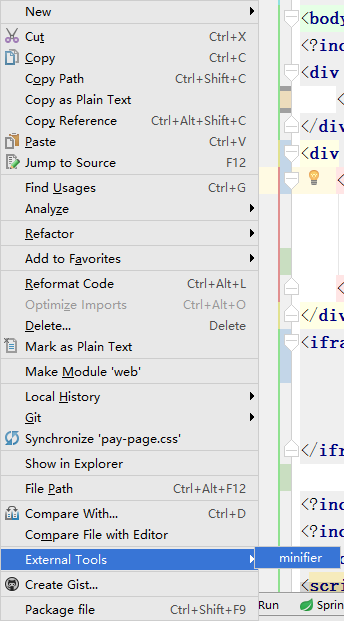 New
Cut Ctrl+X
Copy Ctrl+C
Copy Path Ctrl+Shift+C
Copy as Plain Text
Copy Reference Ctrl+Alt+Shift+C
Paste Ctrl+V
Jump to Source F12
Find Usages Ctrl+G
Analyze
Refactor
Add to Favorites
Reformat Code Ctrl+Alt+L
Optimize Imports Ctrl+Alt+O
Delete... Delete
Mark as Plain Text
Make Module 'web'
Local History
Git
Synchronize 'pay-page.css'
Show in Explorer
File Path Ctrl+Alt+F12
Compare With... Ctrl+D
Compare File with Editor
External Tools
minifier
Create Gist...
Package file Ctrl+Shift+F9
<body
<?inc
<div
<
</div
<div
<
<
</div
<ifra
</ifr
<?inc
<?inc
<scri
Run Sprin